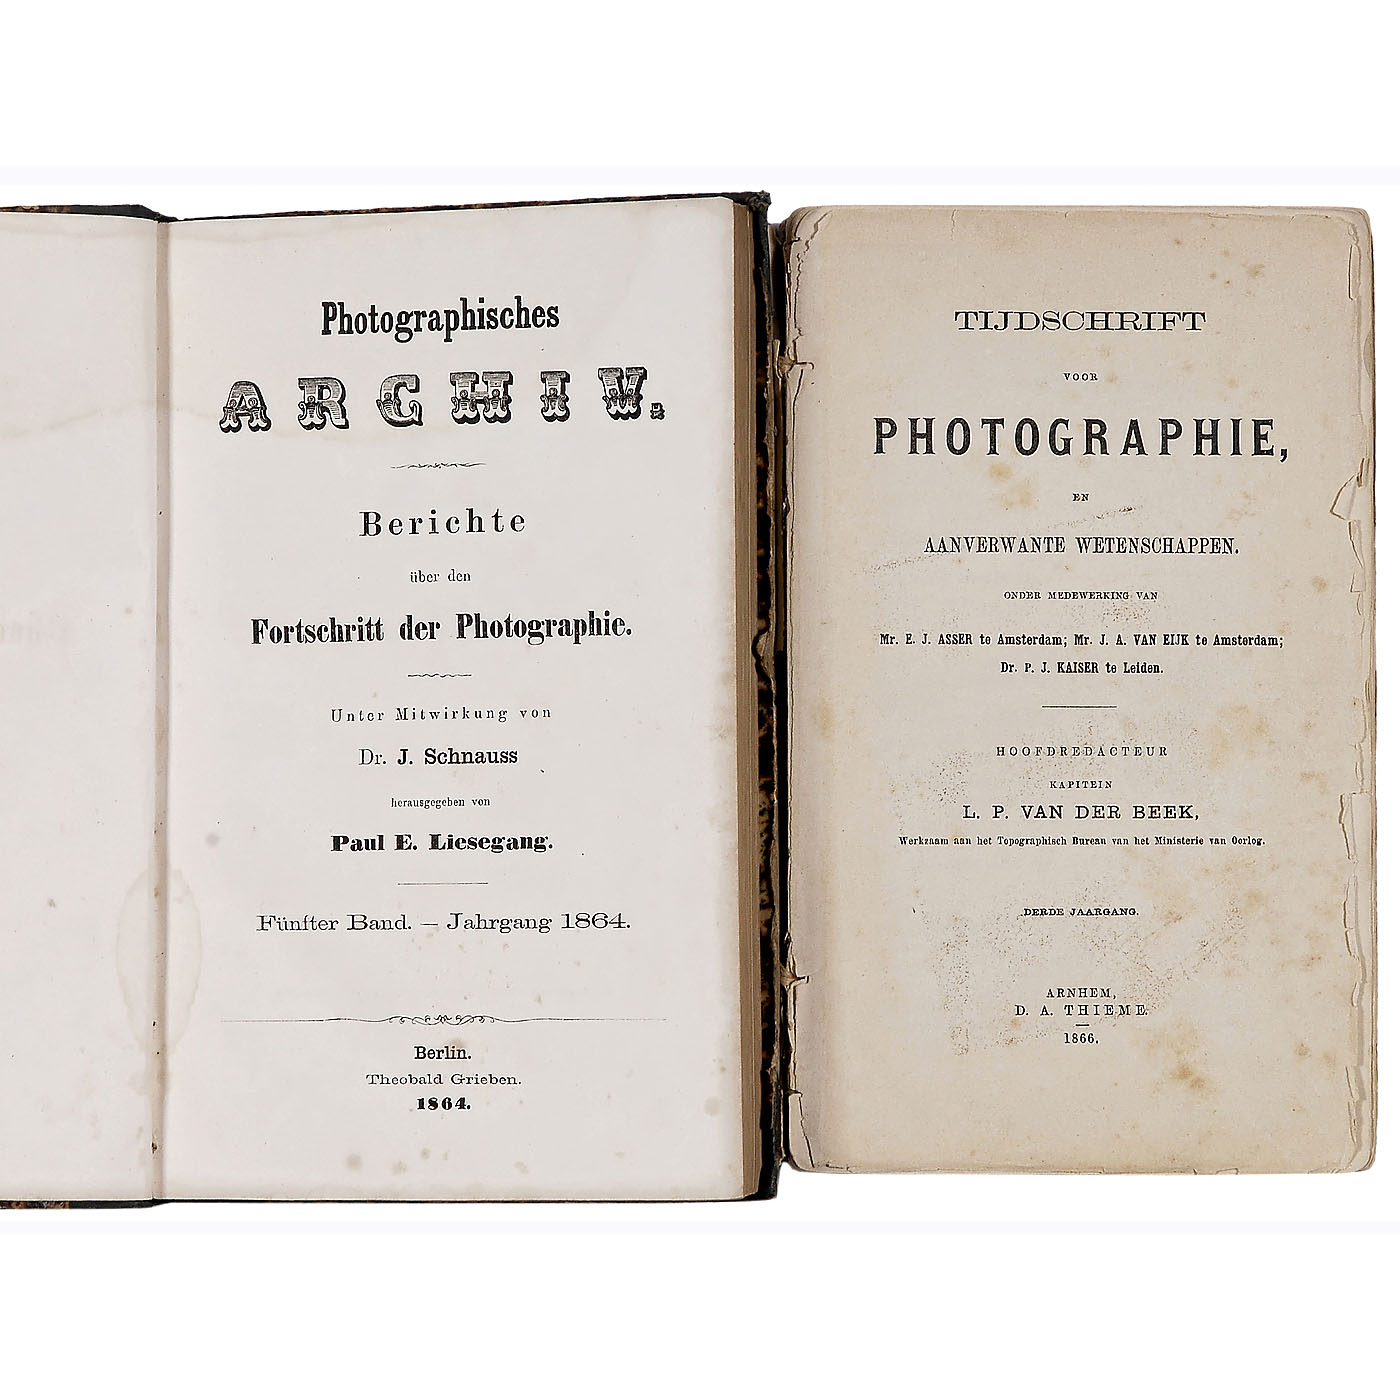 Photographisches
ARCHIV.
Berichte
über den
Fortschritt der Photographie.
Unter Mitwirkung von
Dr. J. Schnauss
herausgegeben von
Paul E. Liesegang.
Fünfter Band. — Jahrgang 1864.
Berlin.
Theobald Grieben.
1864.
TIJDSCHRIFT
VOOR
PHOTOGRAPHIE,
EN
AANVERWANTE WETENSCHAPPEN.
ONDER MEDEWERKING VAN
Mr. E. J. ASSER te Amsterdam; Mr. J. A. VAN EIJK te Amsterdam;
Dr. P. J. KAISER te Leiden.
HOOFDREDACTEUR
KAPITEIN
L. P. VAN DER BEEK,
Werkzaam aan het Topographisch Bureau van het Ministerie van Oorlog.
DERDE JAARGANG.
ARNHEM,
D. A. THIEME.
1866.